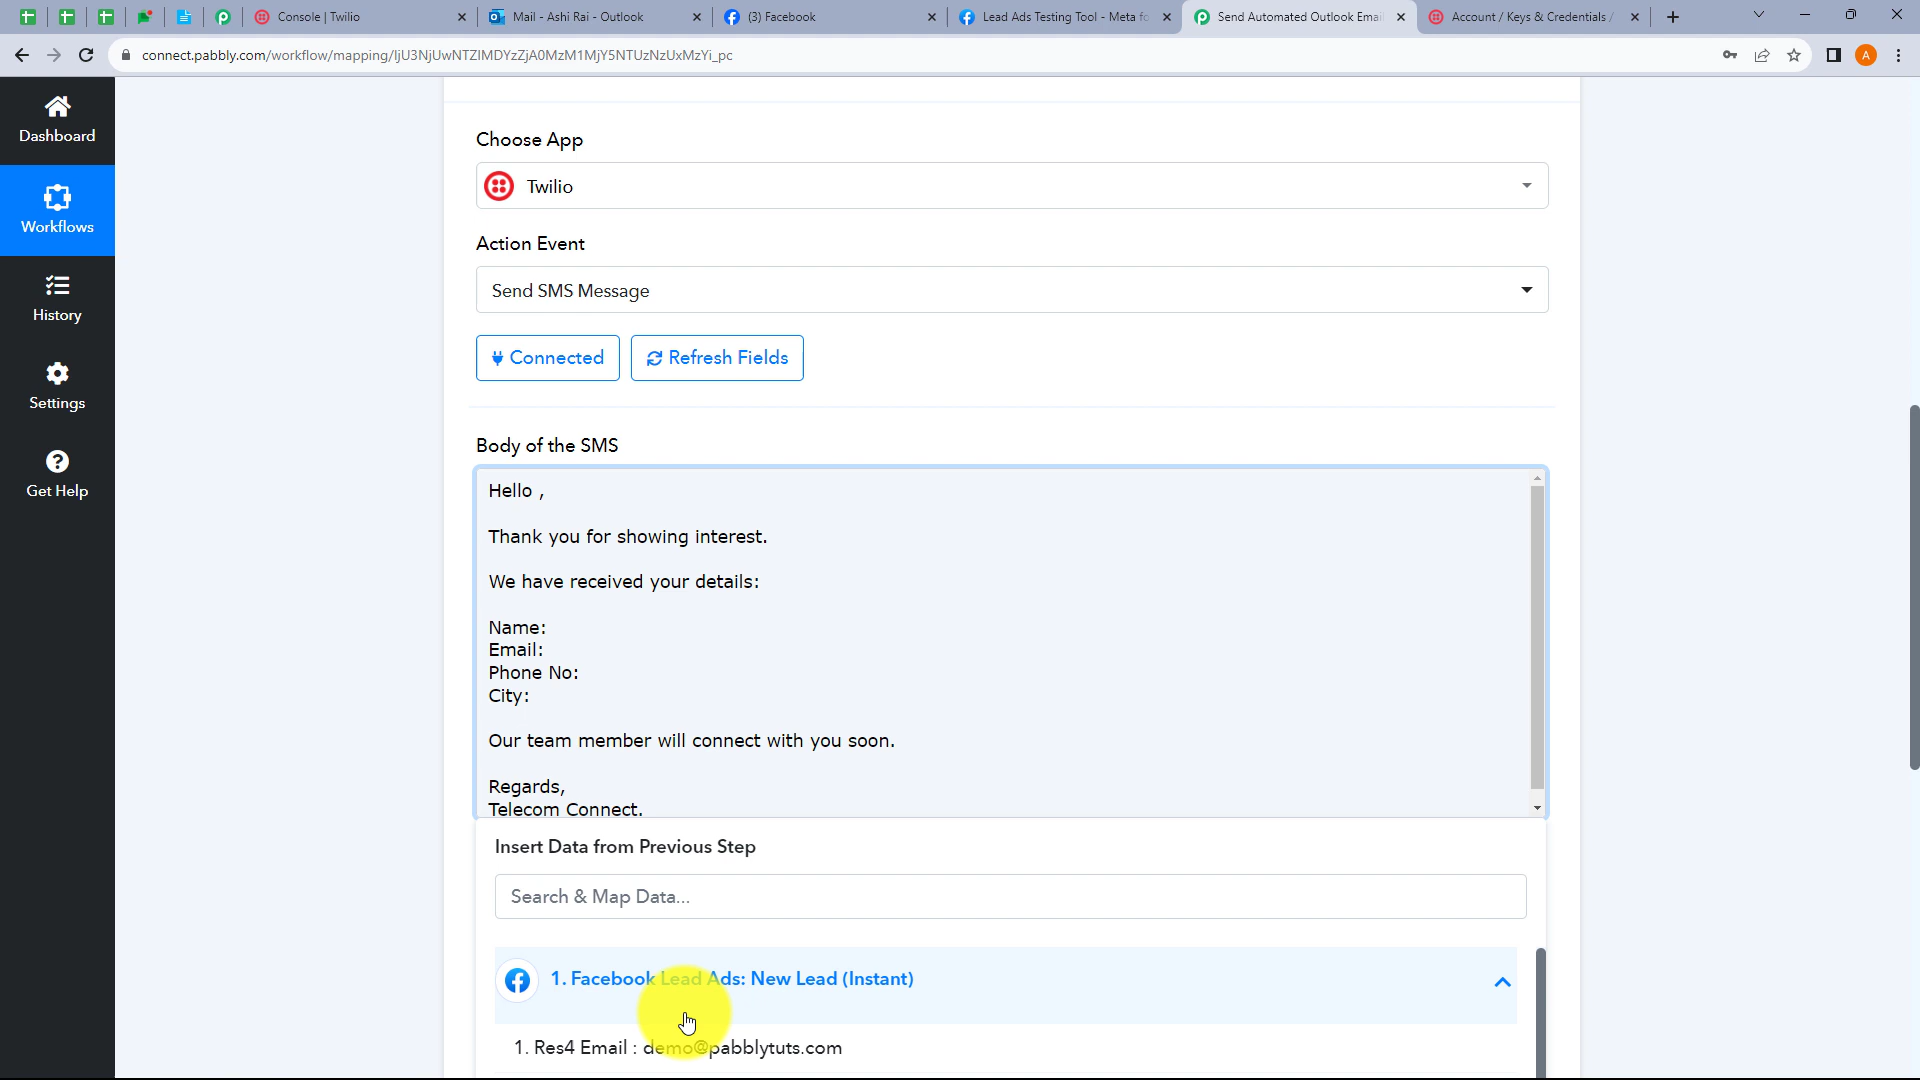 Console | Twilio
Mail - Ashi Rai - Outlook
(3) Facebook
Lead Ads Testing Tool - Meta fo
Send Automated Outlook Email
Account / Keys & Credentials /
connect.pabbly.com/workflow/mapping/
A
Dashboard
Workflows
History
Settings
Get Help
Choose App
Twilio
Action Event
Send SMS Message
Connected
Refresh Fields
Body of the SMS
Hello ,
Thank you for showing interest.
We have received your details:
Name:
Email:
Phone No:
City:
Our team member will connect with you soon.
Regards,
Telecom Connect.
Insert Data from Previous Step
Search & Map Data...
1. Facebook Lead Ads: New Lead (Instant)
1. Res4 Email : demo@pabblytuts.com